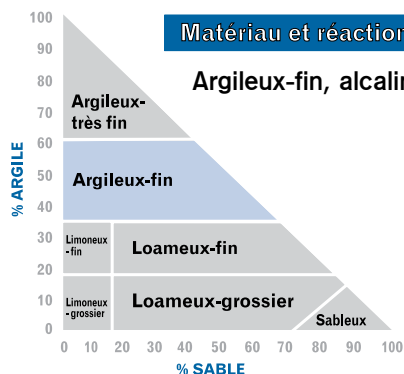 Matériau et réaction
Argileux-fin, alcalin
% ARGILE
100
90
80
70
60
50
40
30
20
10
0
Argileux-
très fin
Argileux-fin
Limoneux
-fin
Loameux-fin
Limoneux-
grossier
Loameux-grossier
Sableux
0 10 20 30 40 50 60 70 80 90 100
% SABLE